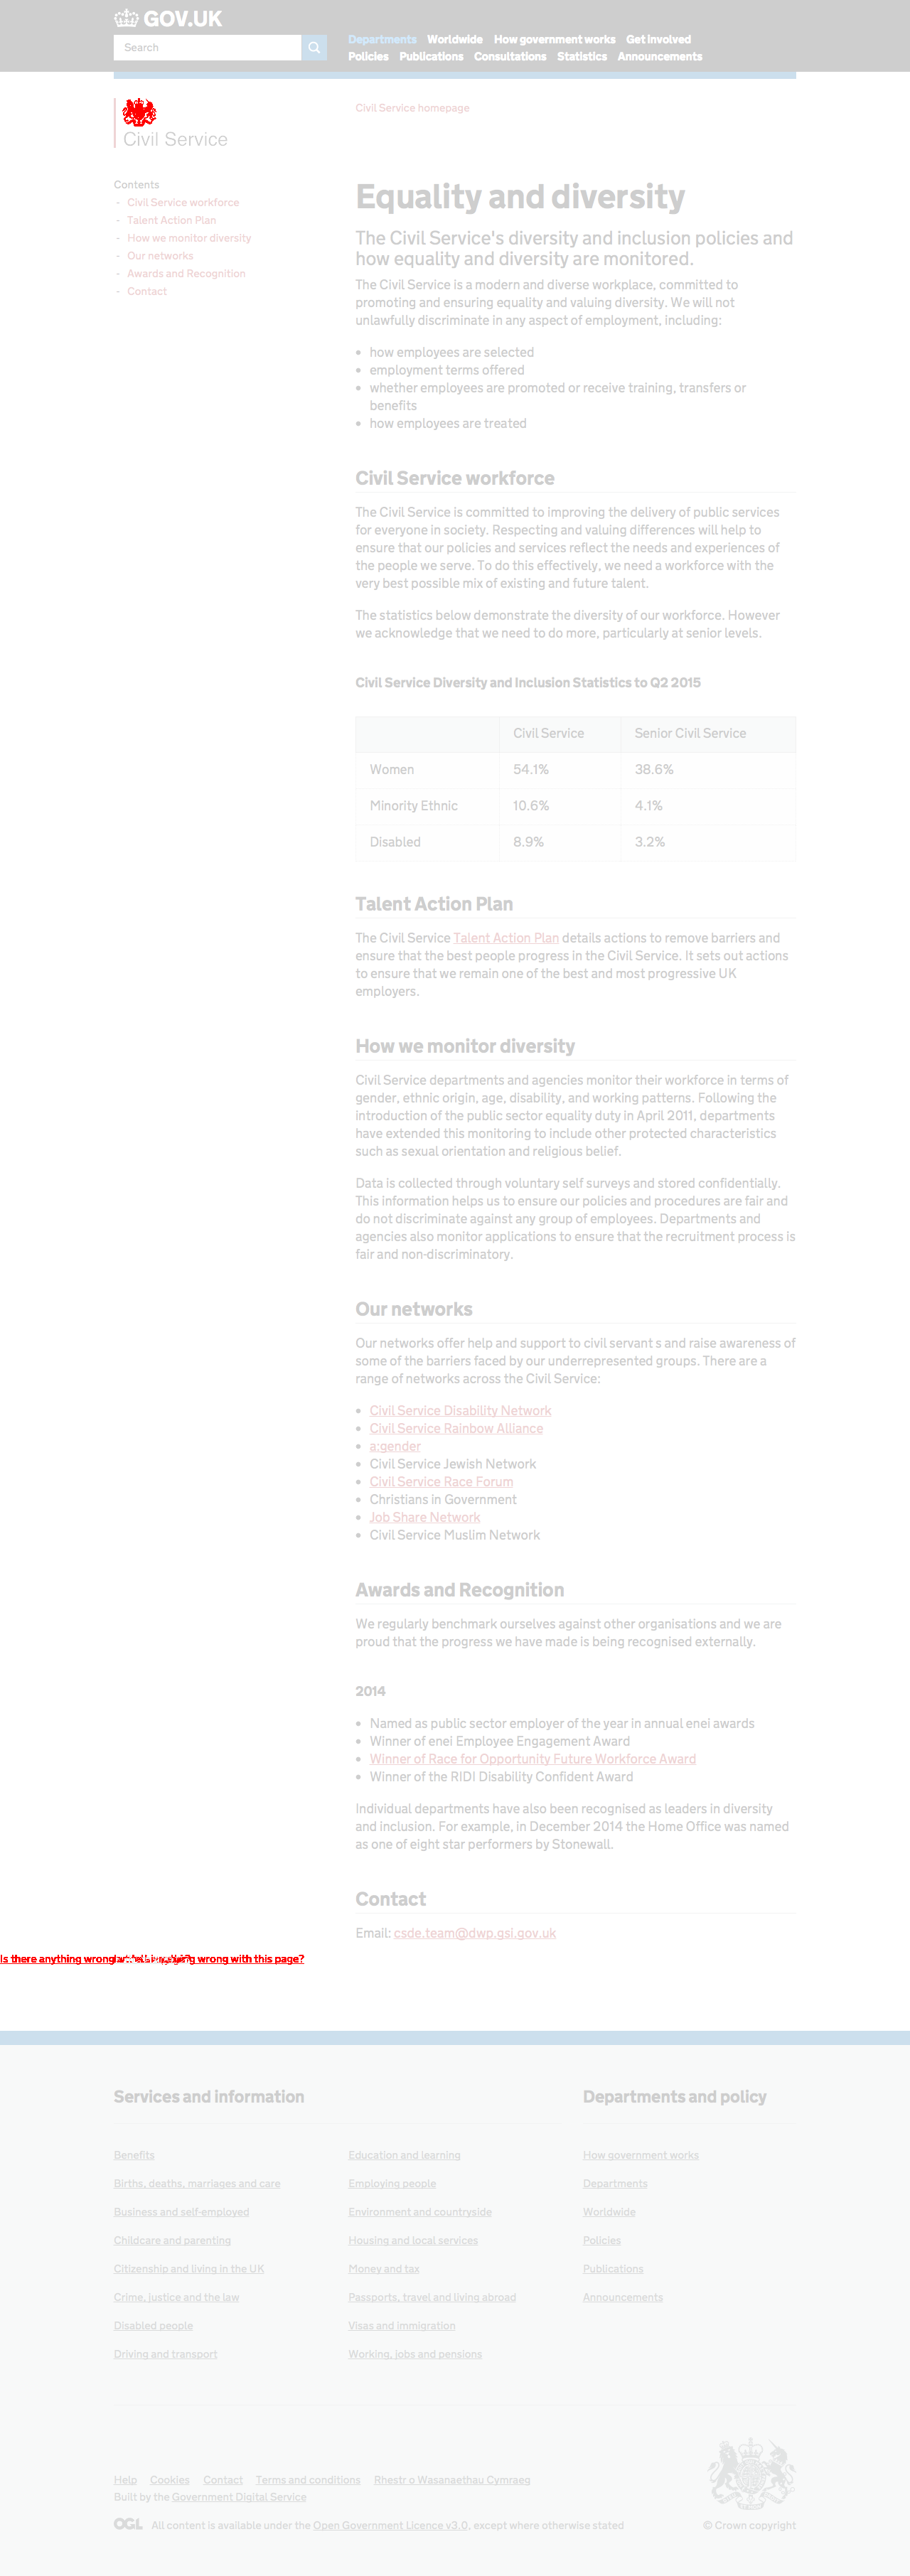 GOV.UK
Search
Departments Worldwide How government works Get involved
Policies Publications Consultations Statistics Announcements
Civil Service
Civil Service homepage
Contents
- Civil Service workforce
- Talent Action Plan
- How we monitor diversity
- Our networks
- Awards and Recognition
- Contact
Equality and diversity
The Civil Service's diversity and inclusion policies and
how equality and diversity are monitored.
The Civil Service is a modern and diverse workplace, committed to
promoting and ensuring equality and valuing diversity. We will not
unlawfully discriminate in any aspect of employment, including:
• how employees are selected
• employment terms offered
• whether employees are promoted or receive training, transfers or
benefits
• how employees are treated
Civil Service workforce
The Civil Service is committed to improving the delivery of public services
for everyone in society. Respecting and valuing differences will help to
ensure that our policies and services reflect the needs and experiences of
the people we serve. To do this effectively, we need a workforce with the
very best possible mix of existing and future talent.
The statistics below demonstrate the diversity of our workforce. However
we acknowledge that we need to do more, particularly at senior levels.
Civil Service Diversity and Inclusion Statistics to Q2 2015
Civil Service Senior Civil Service
Women 54.1% 38.6%
Minority Ethnic 10.6% 4.1%
Disabled 8.9% 3.2%
Talent Action Plan
The Civil Service Talent Action Plan details actions to remove barriers and
ensure that the best people progress in the Civil Service. It sets out actions
to ensure that we remain one of the best and most progressive UK
employers.
How we monitor diversity
Civil Service departments and agencies monitor their workforce in terms of
gender, ethnic origin, age, disability, and working patterns. Following the
introduction of the public sector equality duty in April 2011, departments
have extended this monitoring to include other protected characteristics
such as sexual orientation and religious belief.
Data is collected through voluntary self surveys and stored confidentially.
This information helps us to ensure our policies and procedures are fair and
do not discriminate against any group of employees. Departments and
agencies also monitor applications to ensure that the recruitment process is
fair and non-discriminatory.
Our networks
Our networks offer help and support to civil servant s and raise awareness of
some of the barriers faced by our underrepresented groups. There are a
range of networks across the Civil Service:
• Civil Service Disability Network
• Civil Service Rainbow Alliance
• a:gender
• Civil Service Jewish Network
• Civil Service Race Forum
• Christians in Government
• Job Share Network
• Civil Service Muslim Network
Awards and Recognition
We regularly benchmark ourselves against other organisations and we are
proud that the progress we have made is being recognised externally.
2014
• Named as public sector employer of the year in annual enei awards
• Winner of enei Employee Engagement Award
• Winner of Race for Opportunity Future Workforce Award
• Winner of the RIDI Disability Confident Award
Individual departments have also been recognised as leaders in diversity
and inclusion. For example, in December 2014 the Home Office was named
as one of eight star performers by Stonewall.
Contact
Email: csde.team@dwp.gsi.gov.uk
Is there anything wrong wrong with this page?
Services and information
Departments and policy
Benefits
Births, deaths, marriages and care
Business and self-employed
Childcare and parenting
Citizenship and living in the UK
Crime, justice and the law
Disabled people
Driving and transport
Education and learning
Employing people
Environment and countryside
Housing and local services
Money and tax
Passports, travel and living abroad
Visas and immigration
Working, jobs and pensions
How government works
Departments
Worldwide
Policies
Publications
Announcements
Help Cookies Contact Terms and conditions Rhestr o Wasanaethau Cymraeg
Built by the Government Digital Service
OGL All content is available under the Open Government Licence v3.0, except where otherwise stated
© Crown copyright